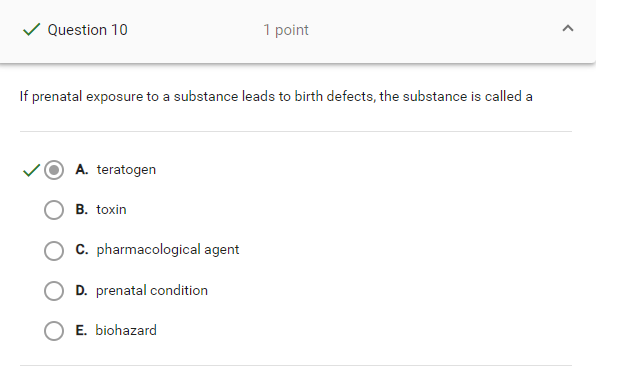 Question 10 1 point
If prenatal exposure to a substance leads to birth defects, the substance is called a
A. teratogen
B. toxin
C. pharmacological agent
D. prenatal condition
E. biohazard